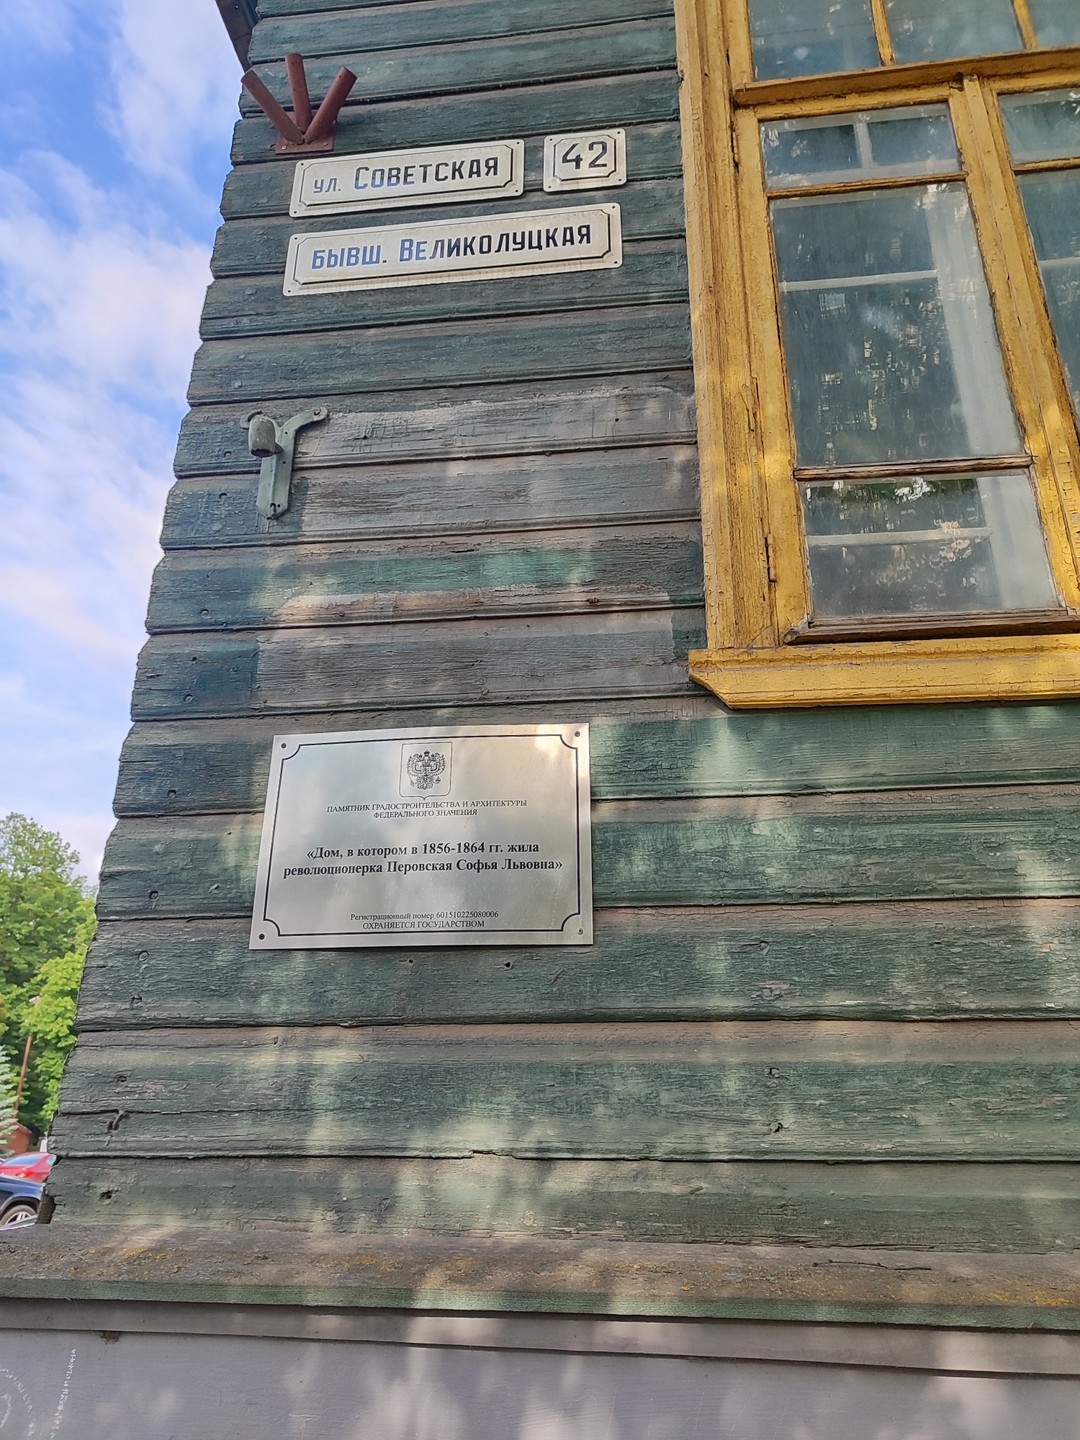 ул. Советская
42
бывш. Великолуцкая
ПАМЯТНИК ГРАДОСТРОИТЕЛЬСТВА И АРХИТЕКТУРЫ
ФЕДЕРАЛЬНОГО ЗНАЧЕНИЯ
«Дом, в котором в 1856-1864 гг. жила
революционерка Перовская Софья Львовна»
Регистрационный номер 601510225080006
ОХРАНЯЕТСЯ ГОСУДАРСТВОМ